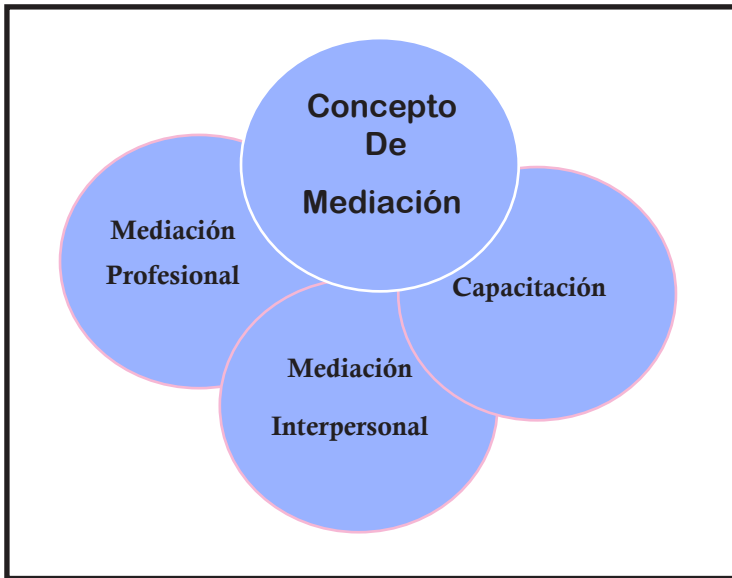 Concepto
De
Mediación
Mediación
Profesional
Capacitación
Mediación
Interpersonal